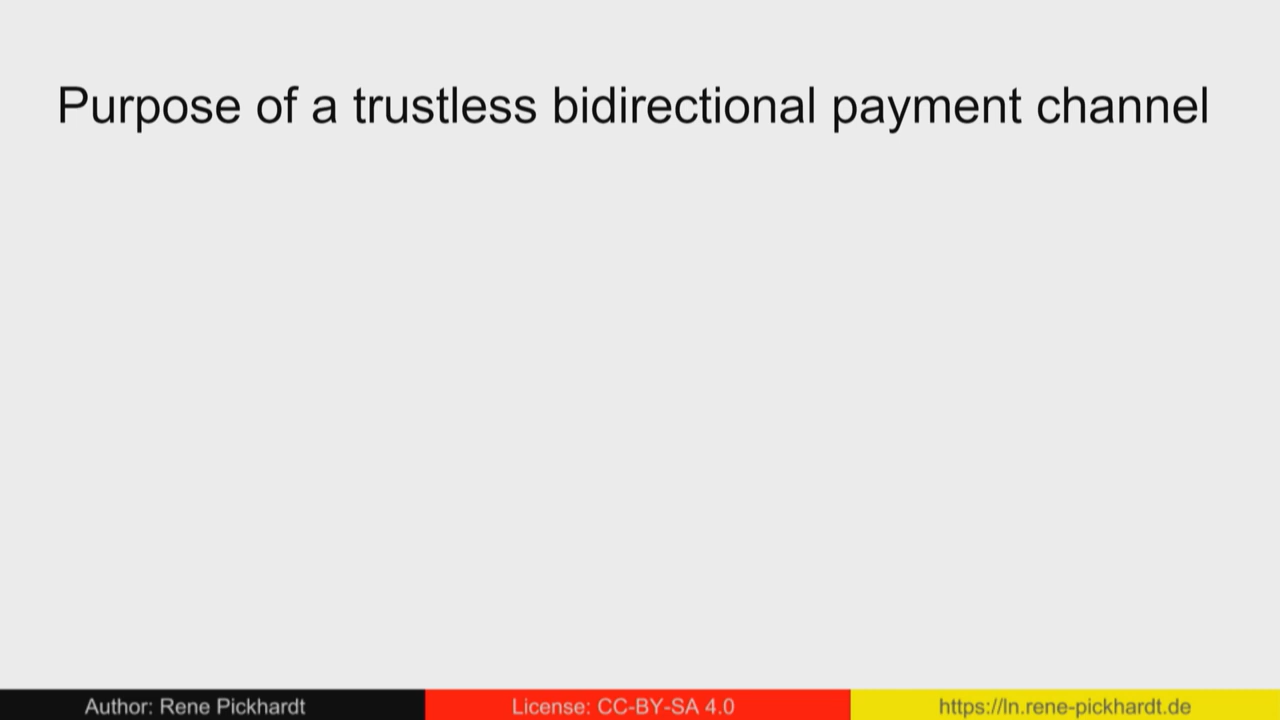 Purpose of a trustless bidirectional payment channel
Author: Rene Pickhardt
License: CC-BY-SA 4.0
https://ln.rene-pickhardt.de